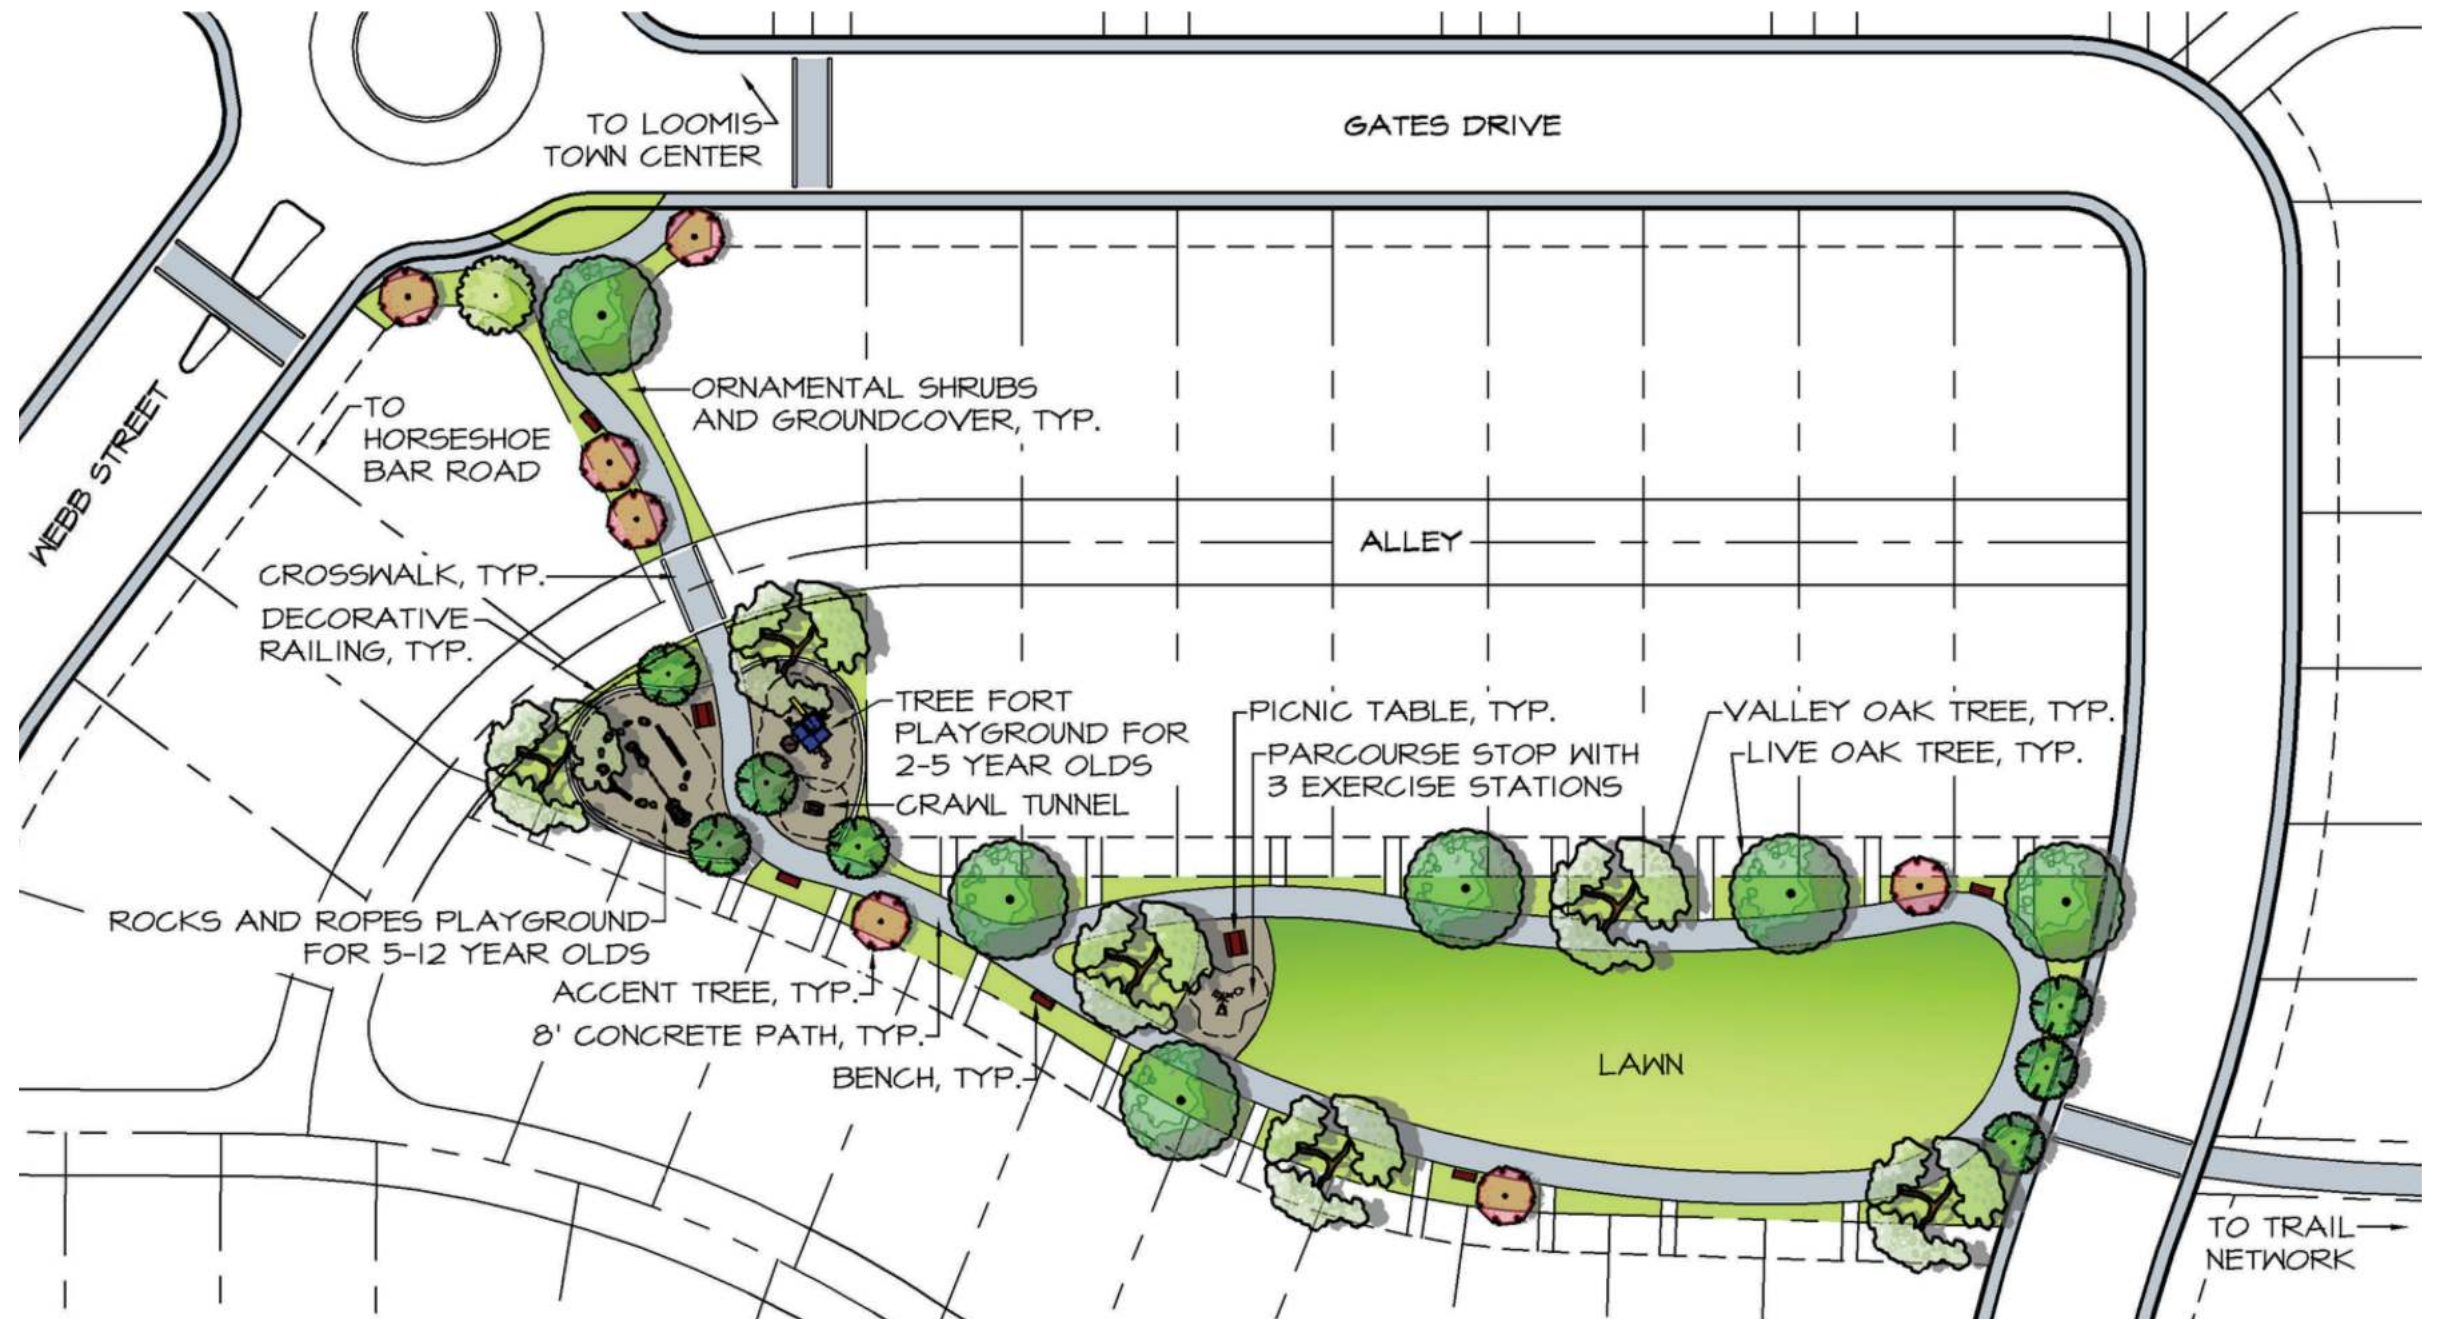 TO LOOMIS
TOWN CENTER
GATES DRIVE
ORNAMENTAL SHRUBS
AND GROUNDCOVER, TYP.
TO
HORSESHOE
BAR ROAD
WEBB STREET
ALLEY
CROSSWALK, TYP.
DECORATIVE
RAILING, TYP.
TREE FORT
PLAYGROUND FOR
2-5 YEAR OLDS
CRAWL TUNNEL
PICNIC TABLE, TYP.
PARCOURSE STOP WITH
3 EXERCISE STATIONS
VALLEY OAK TREE, TYP.
LIVE OAK TREE, TYP.
ROCKS AND ROPES PLAYGROUND
FOR 5-12 YEAR OLDS
ACCENT TREE, TYP.
8' CONCRETE PATH, TYP.
BENCH, TYP.
LAWN
TO TRAIL
NETWORK